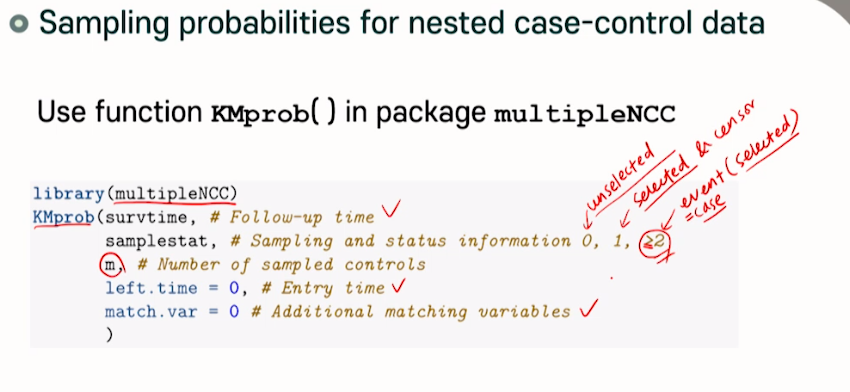 Sampling probabilities for nested case-control data
Use function KMprob() in package multipleNCC
unselected
selected & censor
event (selected)
=case
library(multipleNCC)
KMprob(survtime, # Follow-up time
samplestat, # Sampling and status information 0, 1, ≥2
m, # Number of sampled controls
left.time = 0, # Entry time
match.var = 0 # Additional matching variables
)